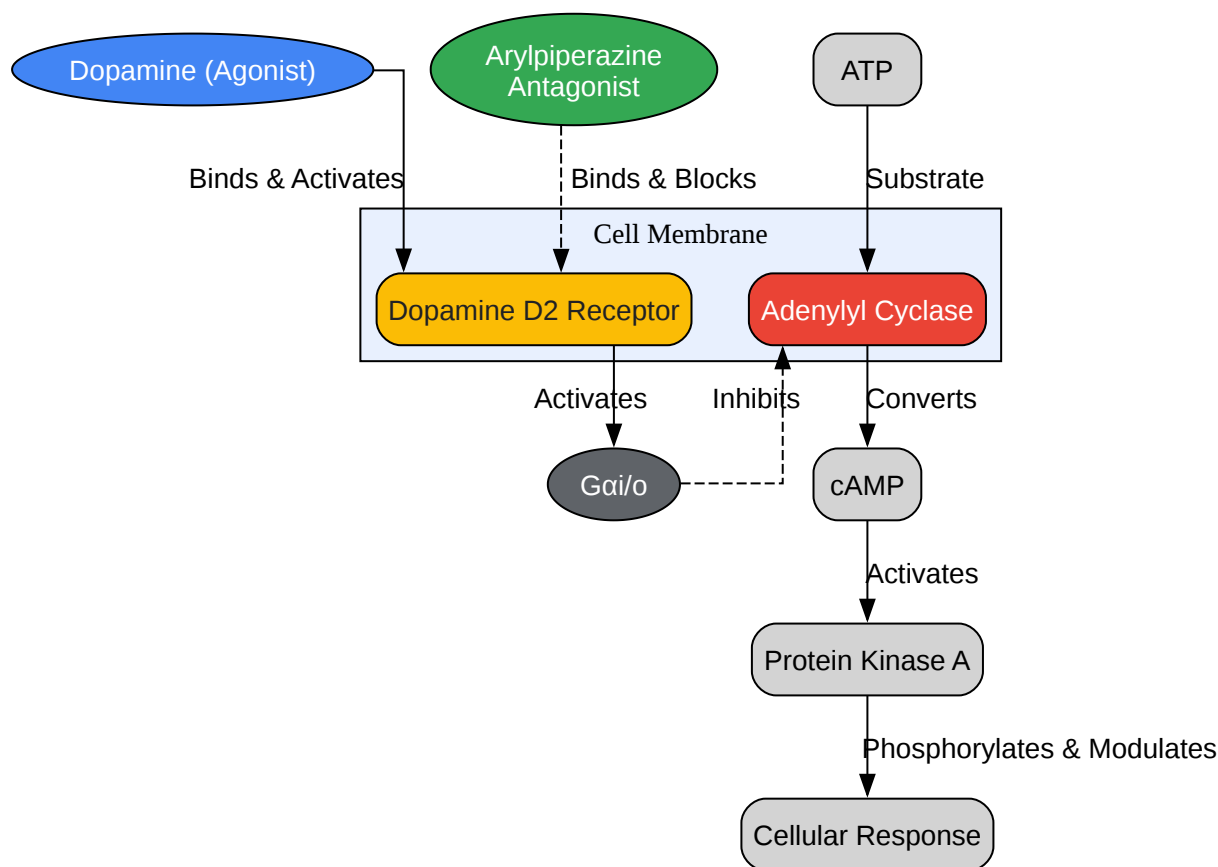 Dopamine (Agonist)
Arylpiperazine
Antagonist
ATP
Binds & Activates
Binds & Blocks
Substrate
Cell Membrane
Dopamine D2 Receptor
Adenylyl Cyclase
Activates
Inhibits
Converts
Gαi/o
cAMP
Activates
Protein Kinase A
Phosphorylates & Modulates
Cellular Response